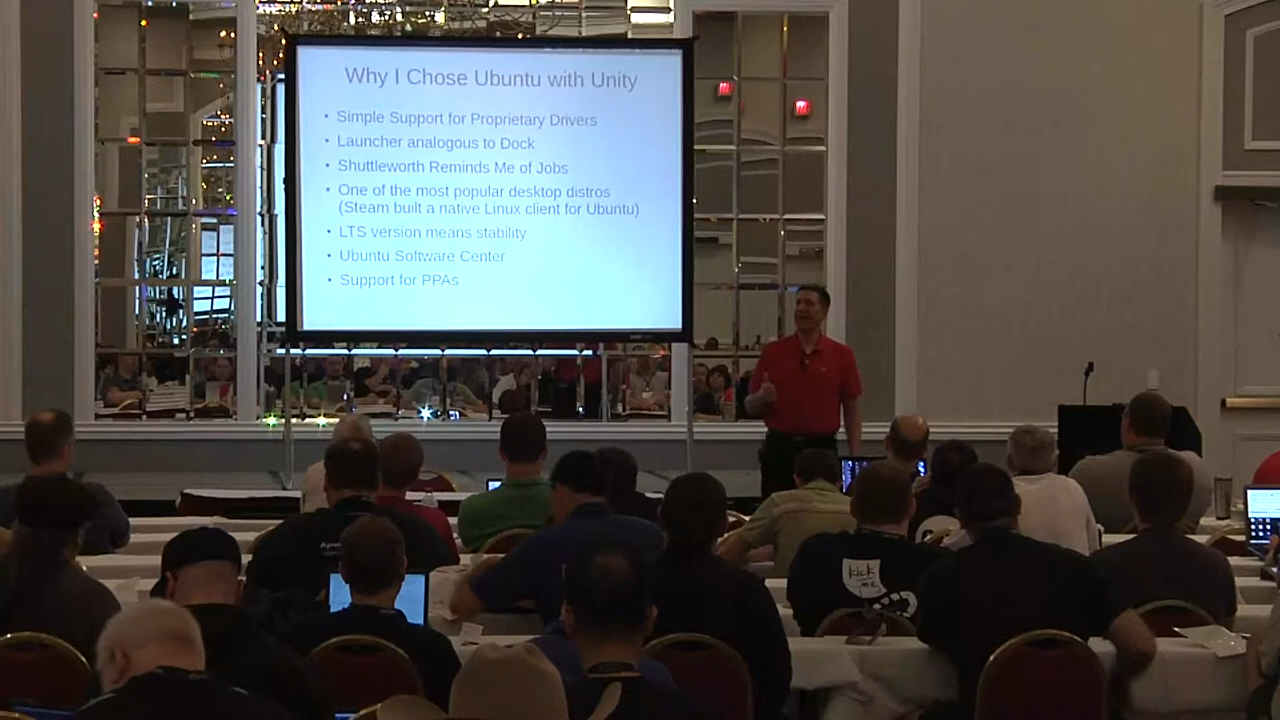 Why I Chose Ubuntu with Unity
• Simple Support for Proprietary Drivers
• Launcher analogous to Dock
• Shuttleworth Reminds Me of Jobs
• One of the most popular desktop distros
(Steam built a native Linux client for Ubuntu)
• LTS version means stability
• Ubuntu Software Center
• Support for PPAs
kick
me